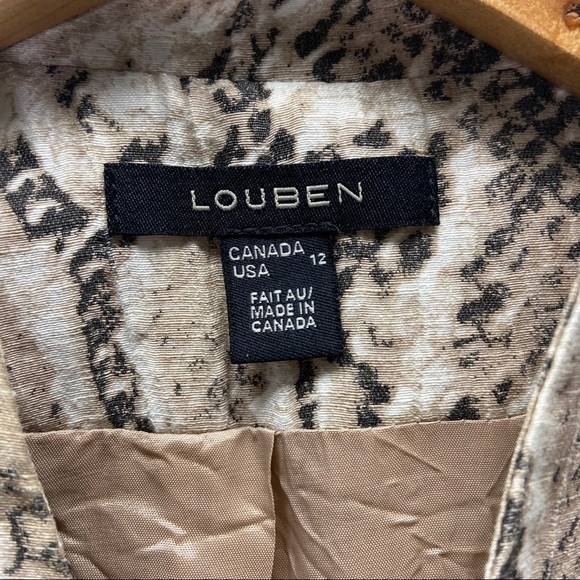 LOUBEN
CANADA
USA 12
FAIT AU/
MADE IN
CANADA